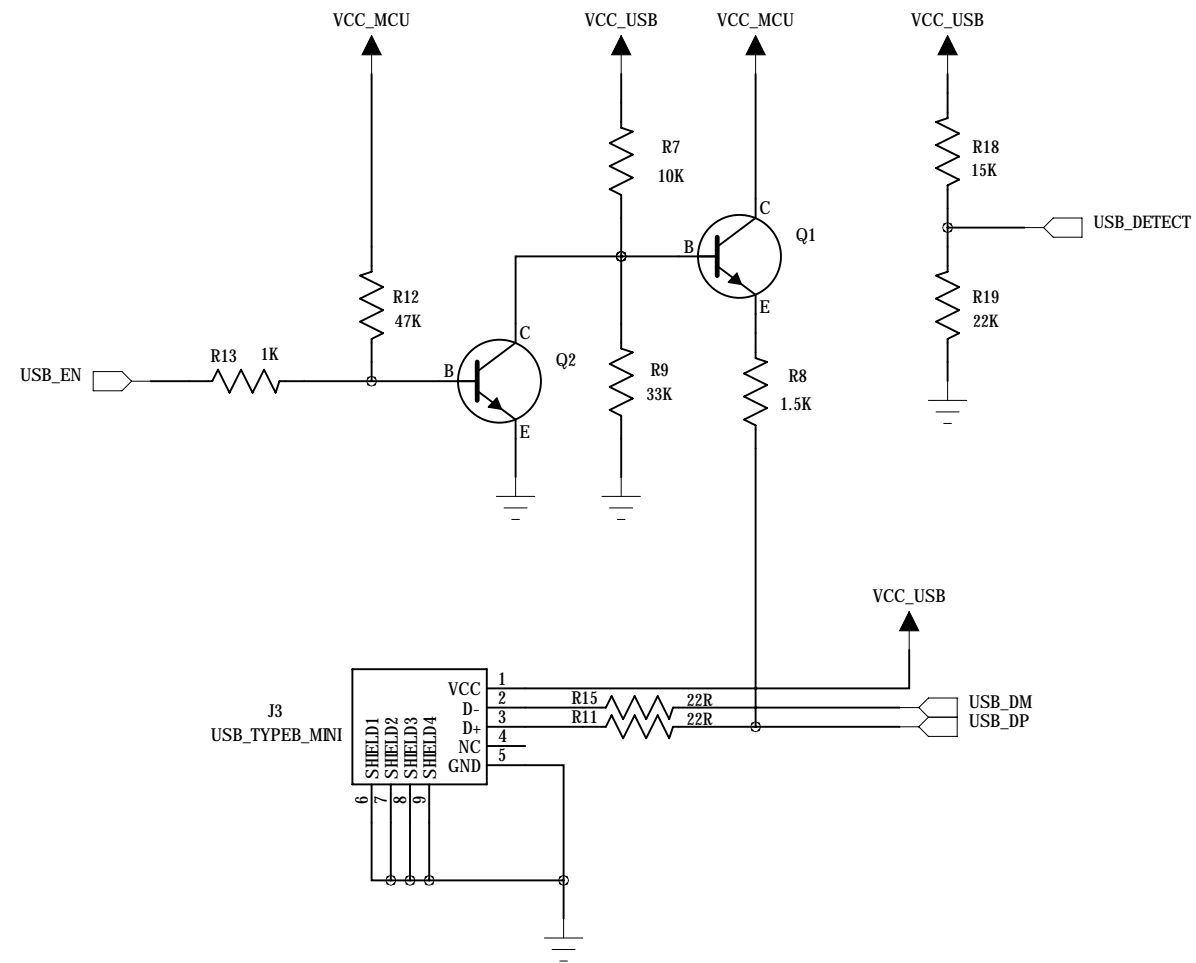 VCC_MCU
VCC_USB
VCC_MCU
VCC_USB
R7
10K
R18
15K
C
B
Q1
USB_DETECT
E
R12
47K
R19
22K
R13
1K
C
B
Q2
USB_EN
R9
33K
R8
1.5K
E
VCC_USB
J3
USB_TYPEB_MINI
VCC
D-
D+
NC
GND
1
2
3
4
5
R15
22R
R11
22R
USB_DM
USB_DP
SHIELD1
SHIELD2
SHIELD3
SHIELD4
6
7
8
9